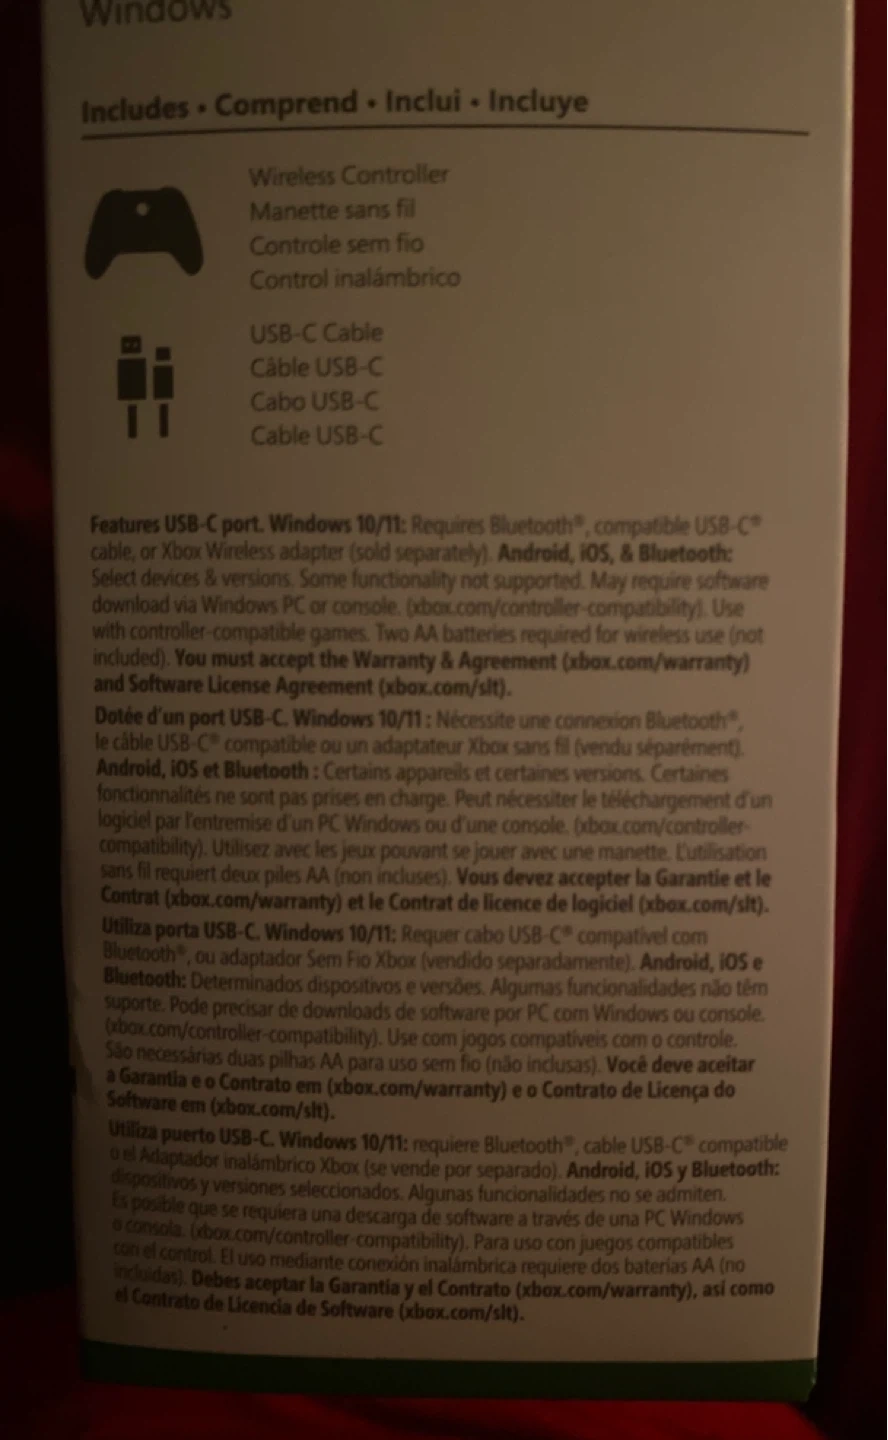 Windows
Includes • Comprend • Inclui • Incluye
Wireless Controller
Manette sans fil
Controle sem fio
Control inalámbrico
USB-C Cable
Câble USB-C
Cabo USB-C
Cable USB-C
Features USB-C port. Windows 10/11: Requires Bluetooth®, compatible USB-C®
cable, or Xbox Wireless adapter (sold separately). Android, iOS, & Bluetooth:
Select devices & versions. Some functionality not supported. May require software
download via Windows PC or console. (xbox.com/controller-compatibility). Use
with controller-compatible games. Two AA batteries required for wireless use (not
included). You must accept the Warranty & Agreement (xbox.com/warranty)
and Software License Agreement (xbox.com/slt).
Dotée d'un port USB-C. Windows 10/11 : Nécessite une connexion Bluetooth®,
le câble USB-C® compatible ou un adaptateur Xbox sans fil (vendu séparément).
Android, iOS et Bluetooth : Certains appareils et certaines versions. Certaines
fonctionnalités ne sont pas prises en charge. Peut nécessiter le téléchargement d'un
logiciel par l'entremise d'un PC Windows ou d'une console. (xbox.com/controller-
compatibility). Utilisez avec les jeux pouvant se jouer avec une manette. L'utilisation
sans fil requiert deux piles AA (non incluses). Vous devez accepter la Garantie et le
Contrat (xbox.com/warranty) et le Contrat de licence de logiciel (xbox.com/slt).
Utiliza porta USB-C. Windows 10/11: Requer cabo USB-C® compatível com
Bluetooth®, ou adaptador Sem Fio Xbox (vendido separadamente). Android, iOS e
Bluetooth: Determinados dispositivos e versões. Algumas funcionalidades não têm
suporte. Pode precisar de downloads de software por PC com Windows ou console.
(xbox.com/controller-compatibility). Use com jogos compatíveis com o controle.
São necessárias duas pilhas AA para uso sem fio (não inclusas). Você deve aceitar
a Garantia e o Contrato em (xbox.com/warranty) e o Contrato de Licença do
Software em (xbox.com/slt).
Utiliza puerto USB-C. Windows 10/11: requiere Bluetooth®, cable USB-C® compatible
o el Adaptador inalámbrico Xbox (se vende por separado). Android, iOS y Bluetooth:
dispositivos y versiones seleccionados. Algunas funcionalidades no se admiten.
Es posible que se requiera una descarga de software a través de una PC Windows
o consola. (xbox.com/controller-compatibility). Para uso con juegos compatibles
con el control. El uso mediante conexión inalámbrica requiere dos baterías AA (no
incluidas). Debes aceptar la Garantía y el Contrato (xbox.com/warranty), así como
el Contrato de Licencia de Software (xbox.com/slt).